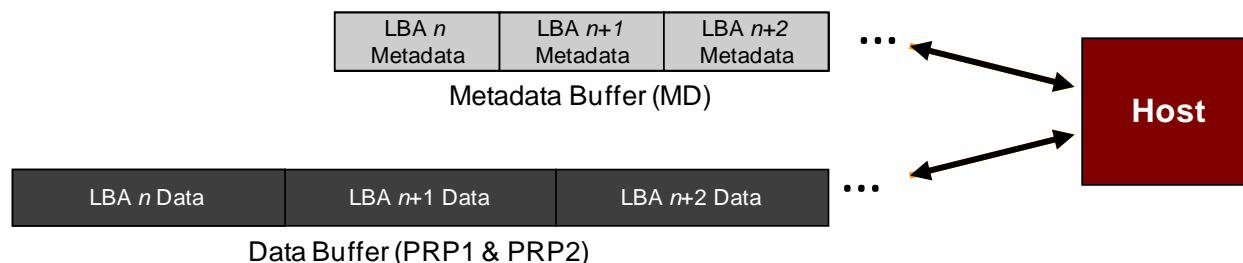 LBA n LBA n+1 LBA n+2
Metadata Metadata Metadata
...
Metadata Buffer (MD)
Host
LBA n Data LBA n+1 Data LBA n+2 Data
...
Data Buffer (PRP1 & PRP2)